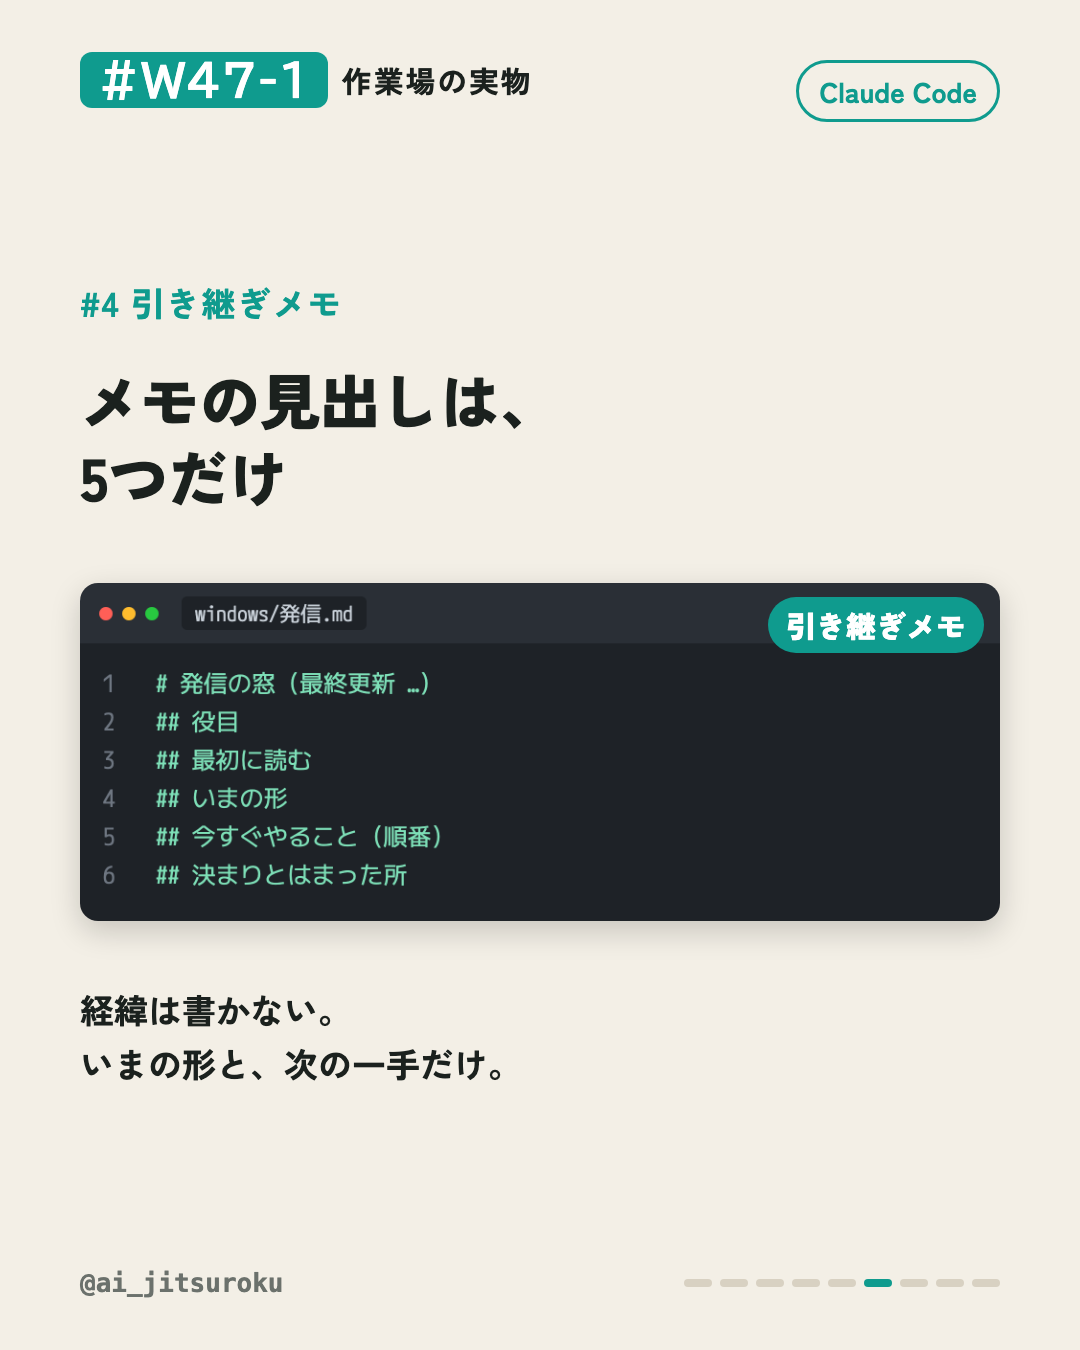 #W47-1 作業場の実物
Claude Code
#4 引き継ぎメモ
メモの見出しは、
5つだけ
windows/発信.md
引き継ぎメモ
1 # 発信の窓（最終更新 …）
2 ## 役目
3 ## 最初に読む
4 ## いまの形
5 ## 今すぐやること（順番）
6 ## 決まりとはまった所
経緯は書かない。
いまの形と、次の一手だけ。
@ai_jitsuroku